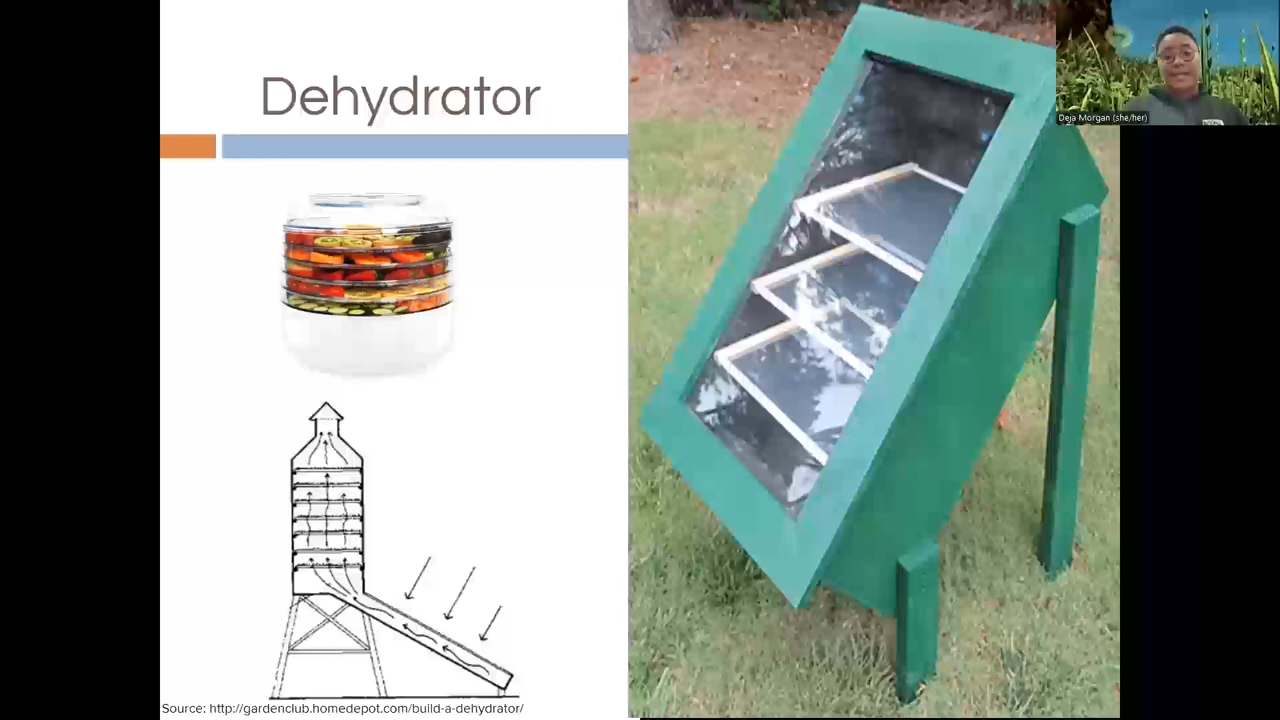 Dehydrator
Deja Morgan (she/her)
Source: http://gardenclub.homedepot.com/build-a-dehydrator/